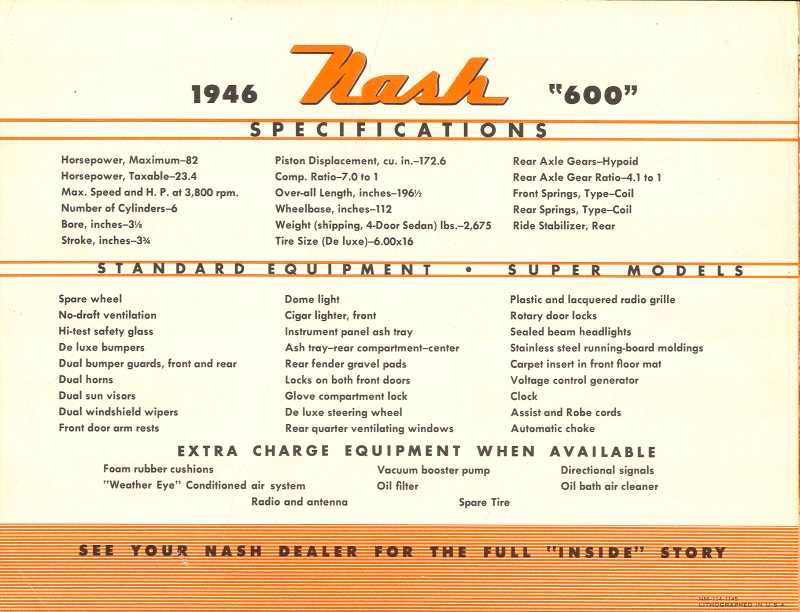 1946 Nash "600"
SPECIFICATIONS
Horsepower, Maximum–82
Horsepower, Taxable–23.4
Max. Speed and H. P. at 3,800 rpm.
Number of Cylinders–6
Bore, inches–3⅛
Stroke, inches–3¾
Piston Displacement, cu. in.–172.6
Comp. Ratio–7.0 to 1
Over-all Length, inches–196½
Wheelbase, inches–112
Weight (shipping, 4-Door Sedan) lbs.–2,675
Tire Size (De luxe)–6.00x16
Rear Axle Gears–Hypoid
Rear Axle Gear Ratio–4.1 to 1
Front Springs, Type–Coil
Rear Springs, Type–Coil
Ride Stabilizer, Rear
STANDARD EQUIPMENT • SUPER MODELS
Spare wheel
No-draft ventilation
Hi-test safety glass
De luxe bumpers
Dual bumper guards, front and rear
Dual horns
Dual sun visors
Dual windshield wipers
Front door arm rests
Dome light
Cigar lighter, front
Instrument panel ash tray
Ash tray–rear compartment–center
Rear fender gravel pads
Locks on both front doors
Glove compartment lock
De luxe steering wheel
Rear quarter ventilating windows
Plastic and lacquered radio grille
Rotary door locks
Sealed beam headlights
Stainless steel running-board moldings
Carpet insert in front floor mat
Voltage control generator
Clock
Assist and Robe cords
Automatic choke
EXTRA CHARGE EQUIPMENT WHEN AVAILABLE
Foam rubber cushions
Vacuum booster pump
Directional signals
"Weather Eye" Conditioned air system
Oil filter
Oil bath air cleaner
Radio and antenna
Spare Tire
SEE YOUR NASH DEALER FOR THE FULL "INSIDE" STORY
LITHOGRAPHED IN U.S.A.